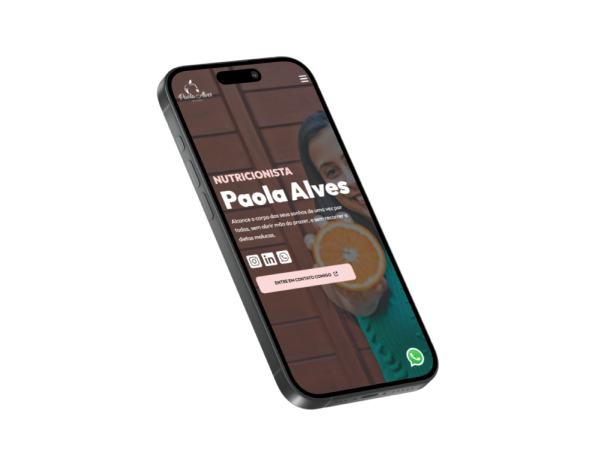 Paola Alves
NUTRICIONISTA
Paola Alves
Alcance o corpo dos seus sonhos de uma vez por
todas, sem abrir mão do prazer, e sem recorrer a
dietas malucas.
ENTRE EM CONTATO COMIGO